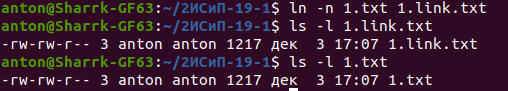 anton@Sharrk-GF63:~/2ИСиП-19-1$ ln -n 1.txt 1.link.txt
anton@Sharrk-GF63:~/2ИСиП-19-1$ ls -l 1.link.txt
-rw-rw-r-- 3 anton anton 1217 дек  3 17:07 1.link.txt
anton@Sharrk-GF63:~/2ИСиП-19-1$ ls -l 1.txt
-rw-rw-r-- 3 anton anton 1217 дек  3 17:07 1.txt